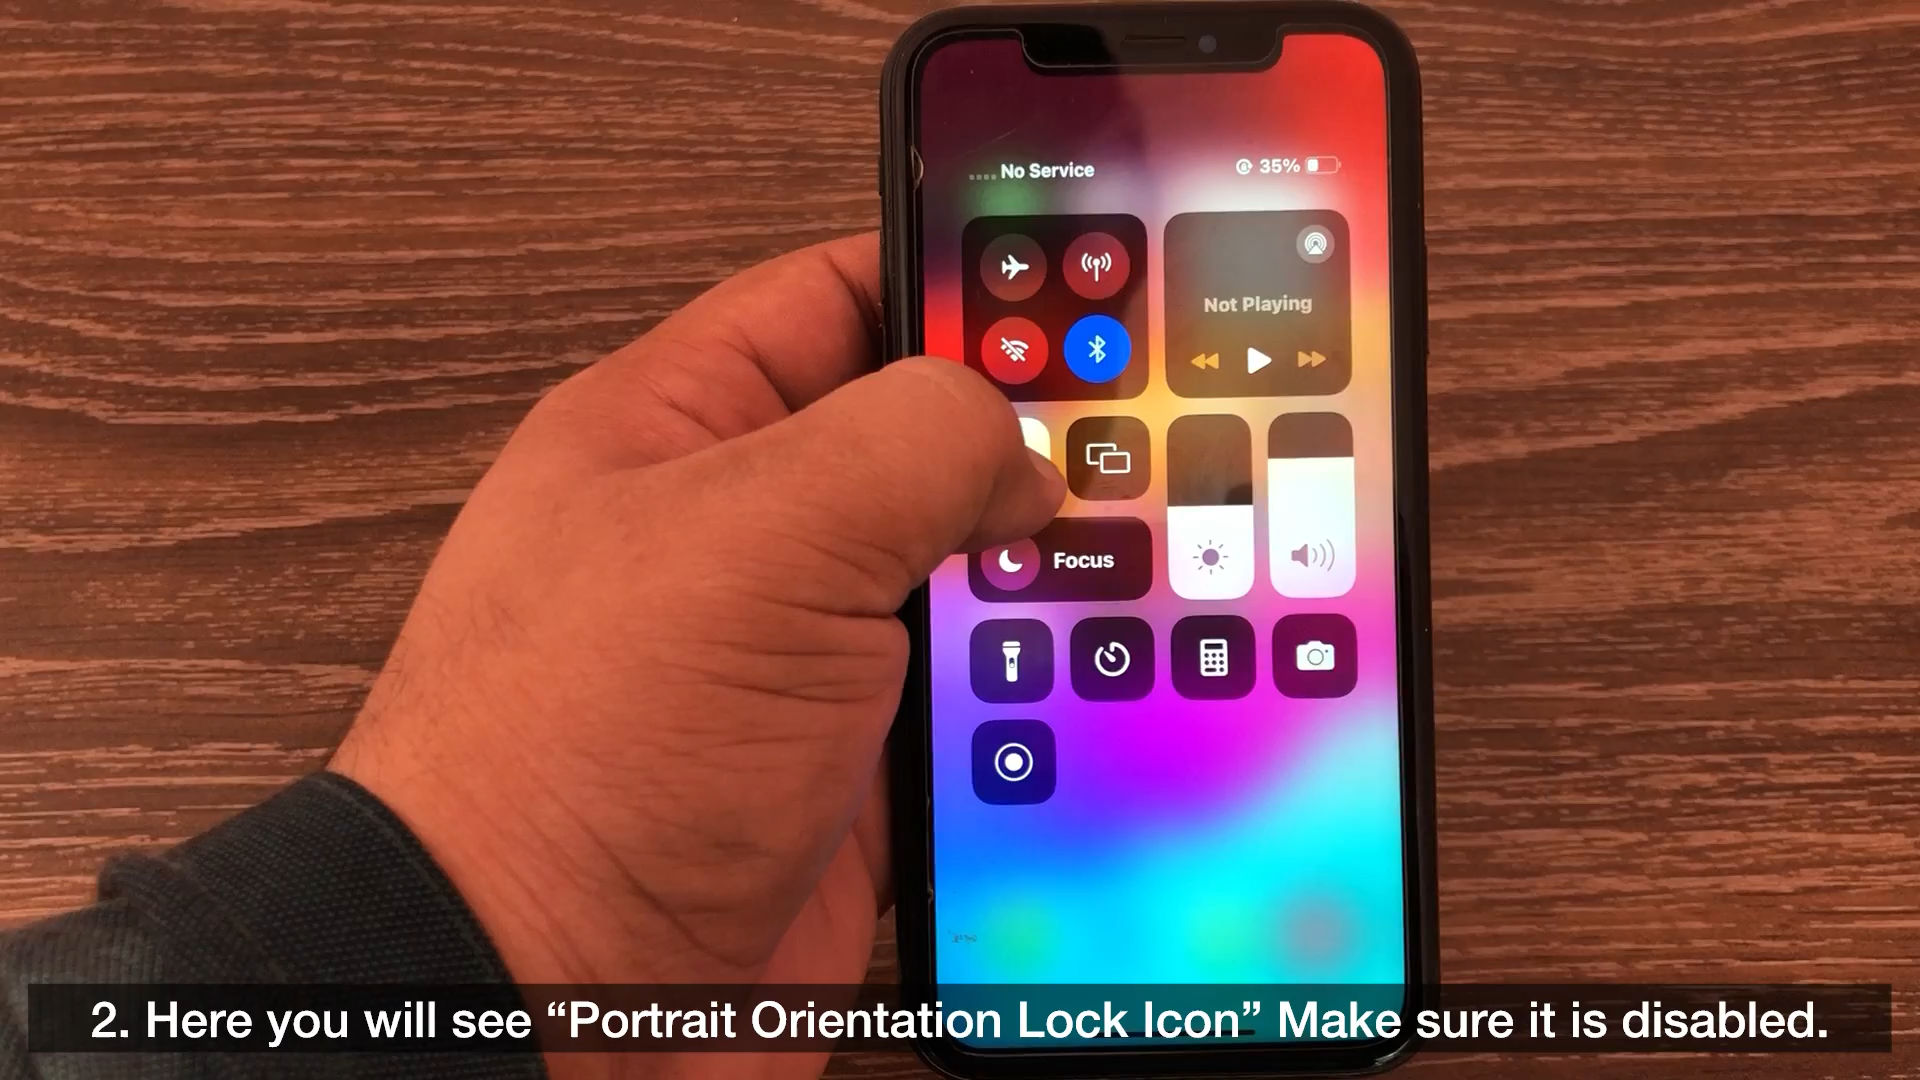 No Service
35%
Not Playing
Focus
2. Here you will see “Portrait Orientation Lock Icon” Make sure it is disabled.